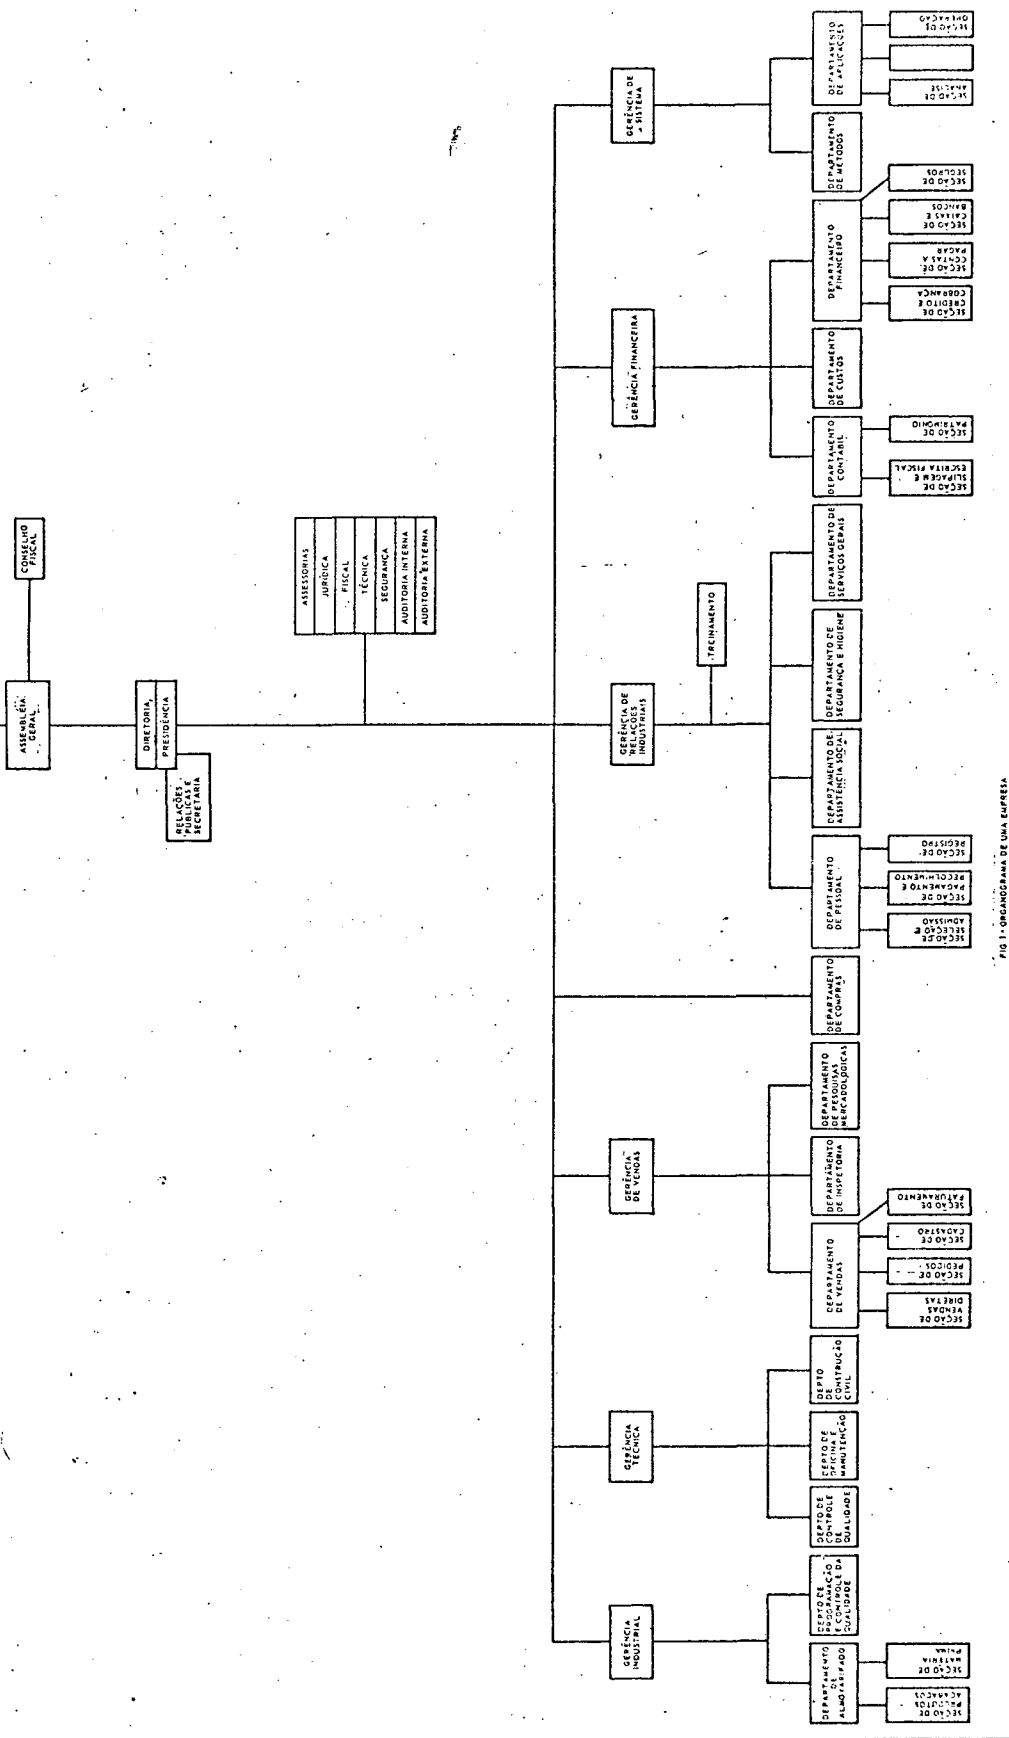 ASSEMBLÉIA
GERAL
CONSELHO
FISCAL
DIRETORIA
PRESIDÊNCIA
RELAÇÕES
PÚBLICAS E
SECRETARIA
ASSESSORIAS
JURÍDICA
FISCAL
TÉCNICA
SEGURANÇA
AUDITORIA INTERNA
AUDITORIA EXTERNA
GERÊNCIA
INDUSTRIAL
GERÊNCIA
TÉCNICA
GERÊNCIA
DE VENDAS
GERÊNCIA DE
RELAÇÕES
INDUSTRIAIS
TREINAMENTO
GERÊNCIA FINANCEIRA
GERÊNCIA DE
SISTEMA
DEPARTAMENTO
DE
ALMOXARIFADO
DEPTO DE
PROGRAMAÇÃO
E CONTROLE DA
QUALIDADE
DEPTO DE
CONTROLE
DE
QUALIDADE
DEPTO DE
OFICINA E
MANUTENÇÃO
DEPTO
DE
CONSTRUÇÃO
CIVIL
DEPARTAMENTO
DE VENDAS
DEPARTAMENTO
DE INSPETORIA
DEPARTAMENTO
DE PESQUISAS
MERCADOLÓGICAS
DEPARTAMENTO
DE COMPRAS
DEPARTAMENTO
DE PESSOAL
DEPARTAMENTO DE
ASSISTÊNCIA SOCIAL
DEPARTAMENTO DE
SEGURANÇA E HIGIENE
DEPARTAMENTO DE
SERVIÇOS GERAIS
DEPARTAMENTO
CONTÁBIL
DEPARTAMENTO
DE CUSTOS
DEPARTAMENTO
FINANCEIRO
DEPARTAMENTO
DE MÉTODOS
DEPARTAMENTO
DE APLICAÇÕES
SEÇÃO DE
PRODUTOS
ACABADOS
SEÇÃO DE
MATÉRIA
PRIMA
SEÇÃO DE
VENDAS
DIRETAS
SEÇÃO DE
PEDIDOS
SEÇÃO DE
CADASTRO
SEÇÃO DE
FATURAMENTO
SEÇÃO DE
SELEÇÃO E
ADMISSÃO
SEÇÃO DE
PAGAMENTO E
RECOLHIMENTO
SEÇÃO DE
REGISTRO
SEÇÃO DE
SLIPAGEM E
ESCRITA FISCAL
SEÇÃO DE
PATRIMÔNIO
SEÇÃO DE
CRÉDITO E
COBRANÇA
SEÇÃO DE
CONTAS A
PAGAR
SEÇÃO DE
CAIXAS E
BANCOS
SEÇÃO DE
SEGUROS
SEÇÃO DE
ANÁLISE
SEÇÃO DE
OPERAÇÃO
FIG 1 - ORGANOGRAMA DE UMA EMPRESA